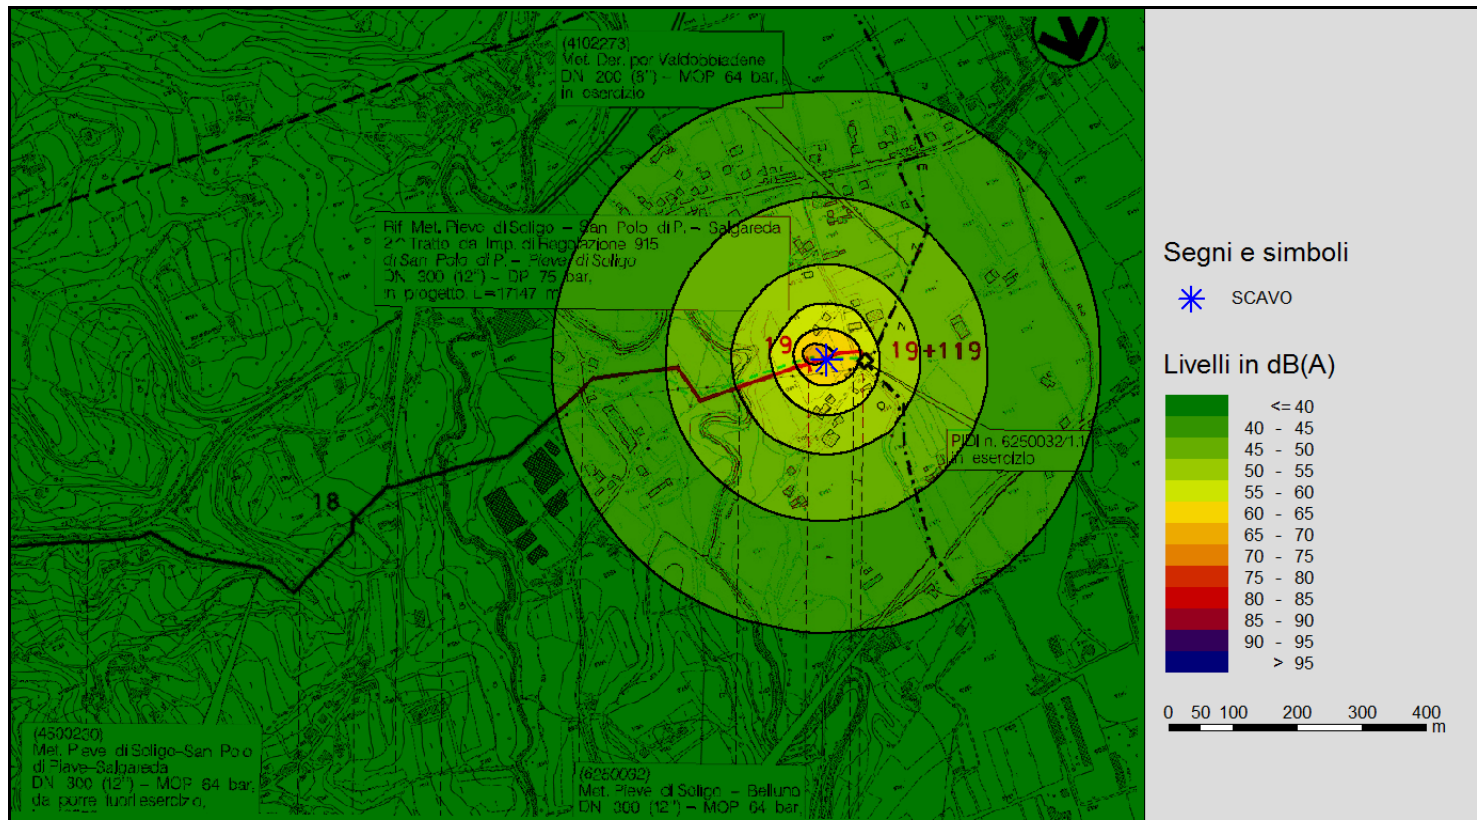 (4102273)
Met. Der. por Valdobbiadene
DN 200 (8") – MOP 64 bar,
in esercizio
Rif. Met. Pieve di Soligo – San Polo di P. – Salgareda
2° Tratto da Imp. di Regolazione 915
di San Polo di P. – Pieve di Soligo
DN 300 (12") – DP 75 bar,
in progetto L=17147 m
19
19+119
PIDI n. 6250032/1.1
in esercizio
18
(4500230)
Met. Pieve di Soligo–San Polo
di Piave–Salgareda
DN 300 (12") – MOP 64 bar,
da porre fuori esercizio,
(6250032)
Met. Pieve di Soligo – Belluno
DN 300 (12") – MOP 64 bar,
Segni e simboli
SCAVO
Livelli in dB(A)
<= 40
40 - 45
45 - 50
50 - 55
55 - 60
60 - 65
65 - 70
70 - 75
75 - 80
80 - 85
85 - 90
90 - 95
> 95
0 50 100 200 300 400
m